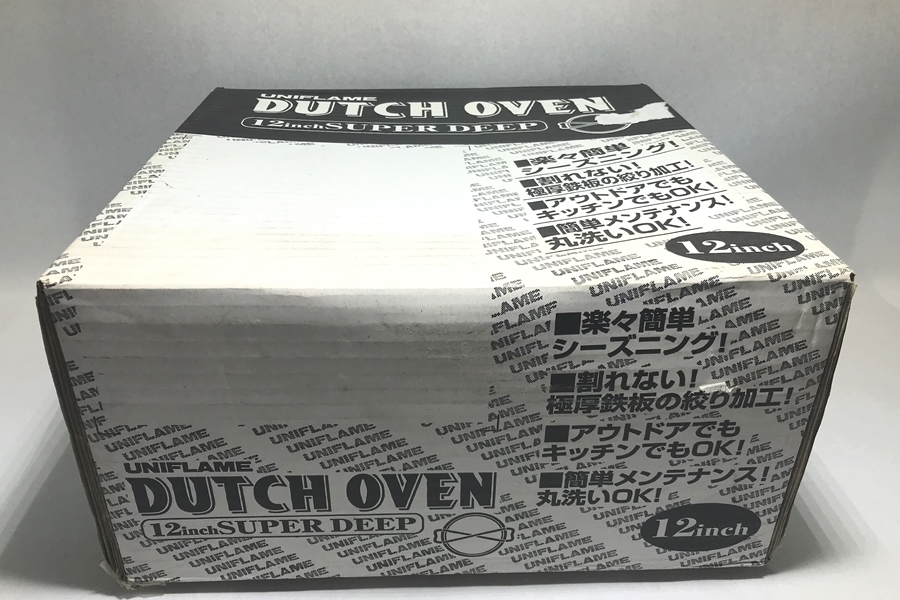 UNIFLAME
DUTCH OVEN
12inch SUPER DEEP
■楽々簡単
シーズニング!
■割れない!
極厚鉄板の絞り加工!
■アウトドアでも
キッチンでもOK!
■簡単メンテナンス!
丸洗いOK!
12inch
■楽々簡単
シーズニング!
■割れない!
極厚鉄板の絞り加工!
■アウトドアでも
キッチンでもOK!
■簡単メンテナンス!
丸洗いOK!
12inch
UNIFLAME
DUTCH OVEN
12inch SUPER DEEP